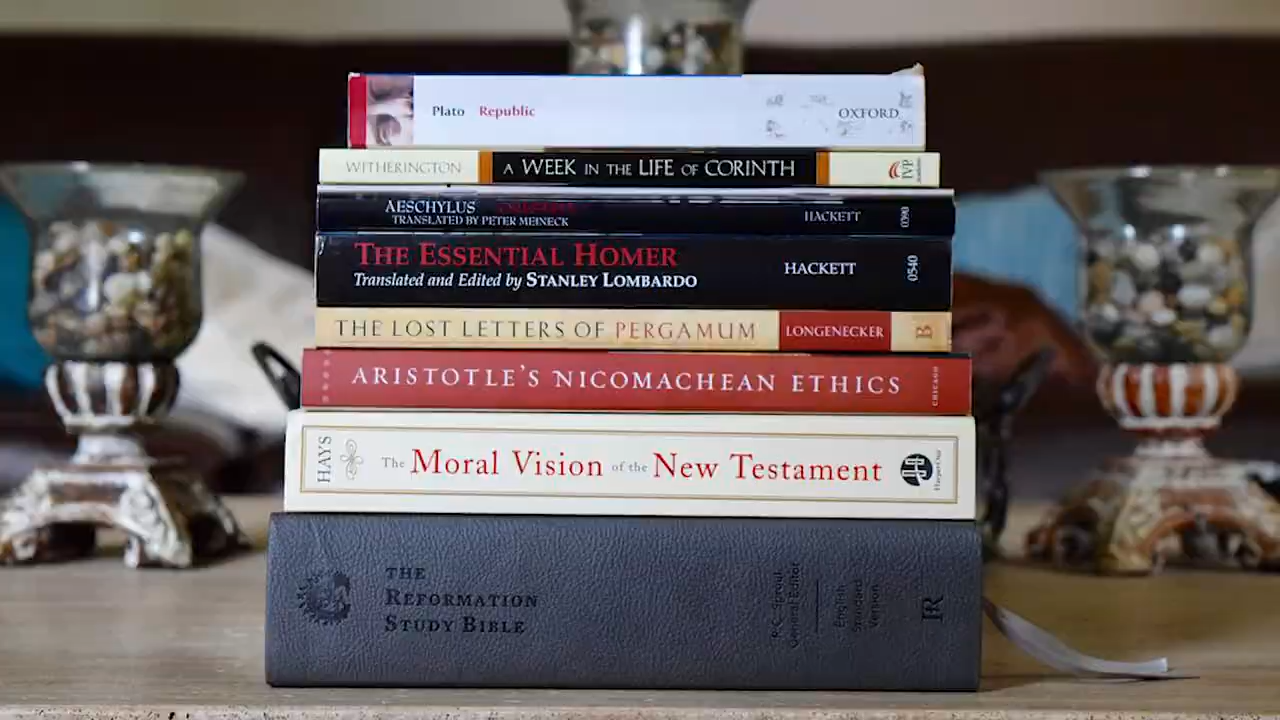 Plato Republic OXFORD
WITHERINGTON A WEEK IN THE LIFE OF CORINTH IVP
AESCHYLUS
TRANSLATED BY PETER MEINECK HACKETT 0390
THE ESSENTIAL HOMER
Translated and Edited by STANLEY LOMBARDO HACKETT 0540
THE LOST LETTERS OF PERGAMUM LONGENECKER B
ARISTOTLE'S NICOMACHEAN ETHICS CHICAGO
HAYS The Moral Vision of the New Testament HarperOne
THE
REFORMATION
STUDY BIBLE
R. C. Sproul
General Editor
English
Standard
Version